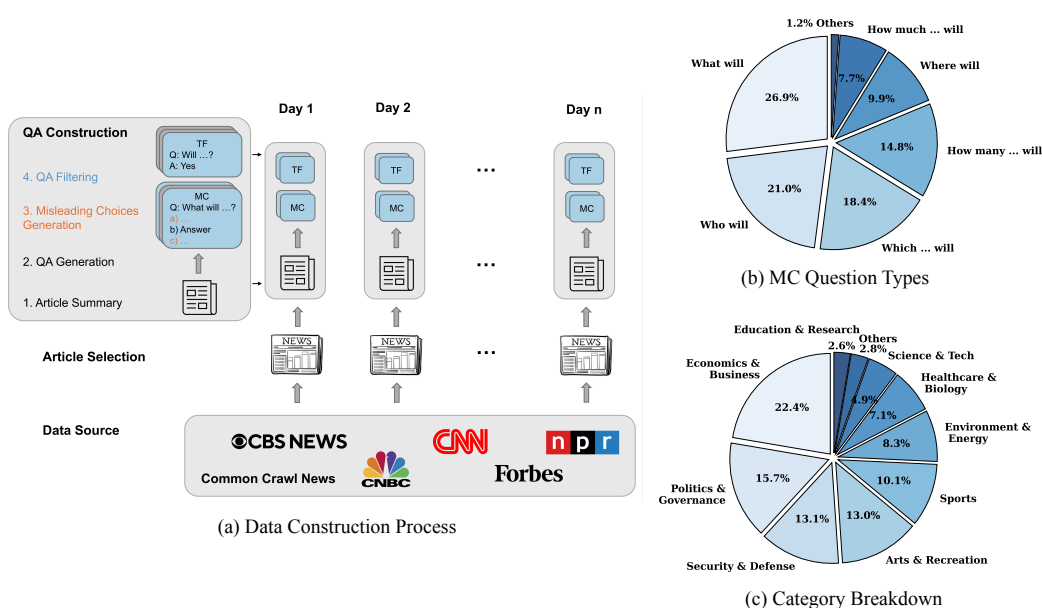 Day 1
Day 2
Day n
QA Construction
TF
Q: Will ...?
A: Yes
4. QA Filtering
MC
Q: What will ...?
a) ...
b) Answer
c) ...
3. Misleading Choices
Generation
2. QA Generation
1. Article Summary
TF
MC
TF
MC
...
TF
MC
...
Article Selection
NEWS
NEWS
...
NEWS
Data Source
CBS NEWS
CNN
npr
Common Crawl News
CNBC
Forbes
(a) Data Construction Process
1.2% Others
How much ... will
7.7%
Where will
9.9%
How many ... will
14.8%
Which ... will
18.4%
Who will
21.0%
What will
26.9%
(b) MC Question Types
Education & Research
2.6%
Others
2.8%
Science & Tech
4.9%
Healthcare &
Biology
7.1%
Environment &
Energy
8.3%
Sports
10.1%
Arts & Recreation
13.0%
Security & Defense
13.1%
Politics &
Governance
15.7%
Economics &
Business
22.4%
(c) Category Breakdown